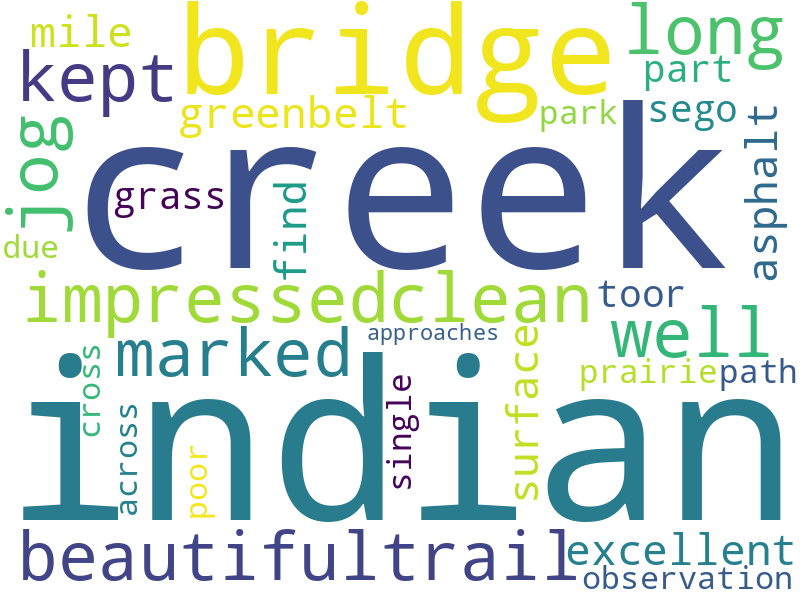 mile
bridge
long
kept
part
greenbelt
park
sego
jog
creek
asphalt
grass
find
due
impressedclean
toor
approaches
well
marked
surface
cross
prairie
path
indian
single
across
poor
beautifultrail
excellent
observation